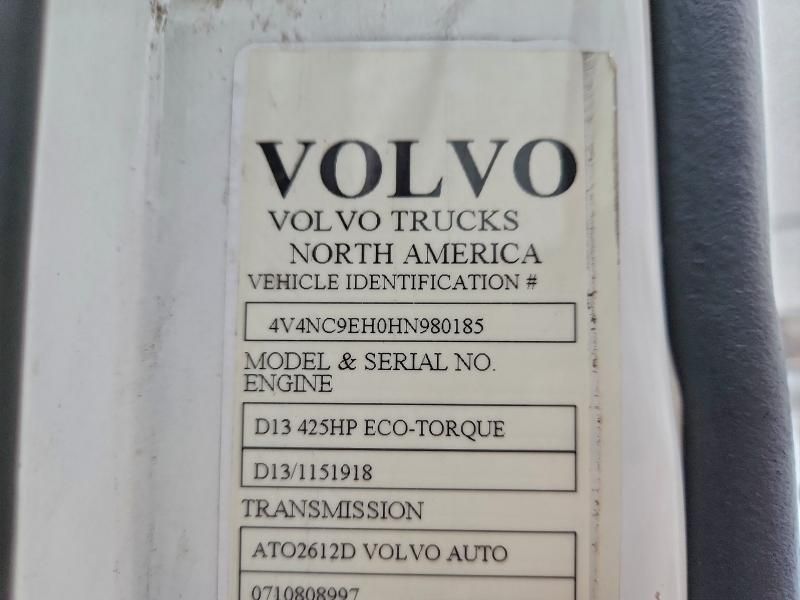 VOLVO
VOLVO TRUCKS
NORTH AMERICA
VEHICLE IDENTIFICATION #
4V4NC9EH0HN980185
MODEL & SERIAL NO.
ENGINE
D13 425HP ECO-TORQUE
D13/1151918
TRANSMISSION
ATO2612D VOLVO AUTO
0710808997